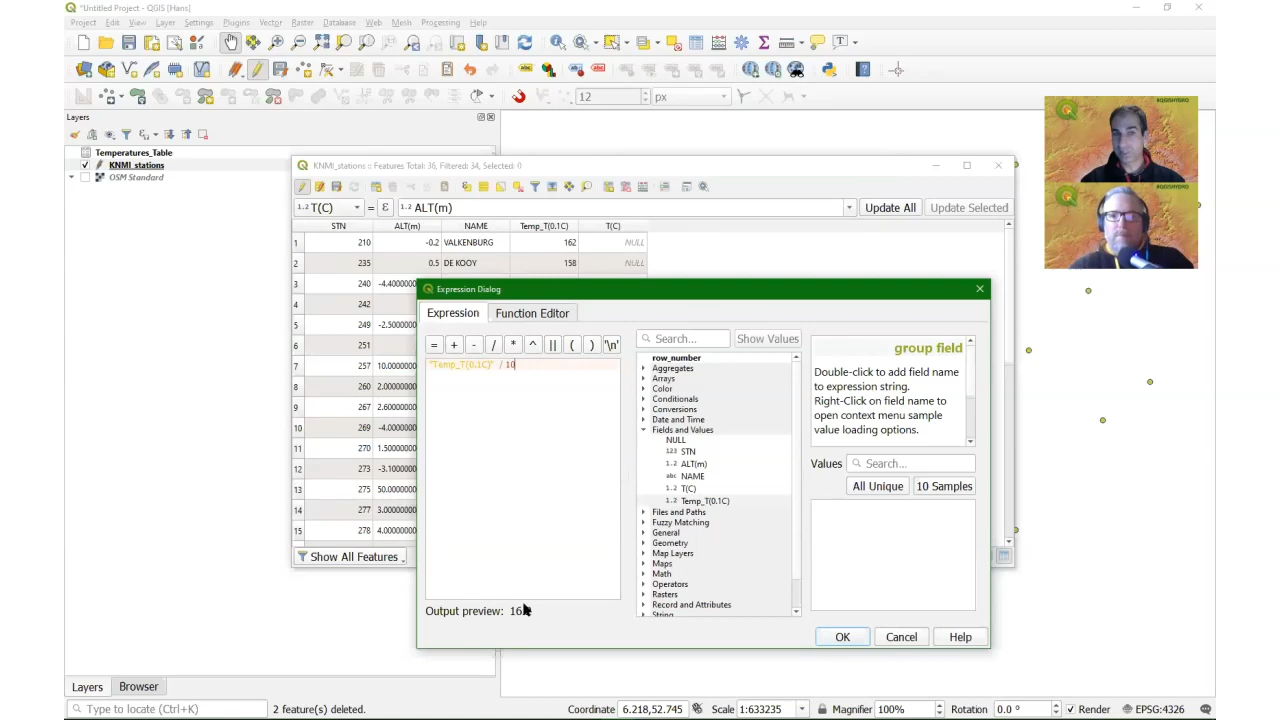 *Untitled Project - QGIS [Hans]
Project Edit View Layer Settings Plugins Vector Raster Database Web Mesh Processing Help
12 px
Layers
Temperatures_Table
KNMI_stations
OSM Standard
KNMI_stations :: Features Total: 36, Filtered: 34, Selected: 0
1.2 T(C) = ε 1.2 ALT(m) Update All Update Selected
STN ALT(m) NAME Temp_T(0.1C) T(C)
1 210 -0.2 VALKENBURG 162 NULL
2 235 0.5 DE KOOY 158 NULL
3 240 -4.4000000
4 242
5 249 -2.5000000
6 251
7 257 10.000000
8 260 2.0000000
9 267 2.6000000
10 269 -4.0000000
11 270 1.5000000
12 273 -3.1000000
13 275 50.000000
14 277 3.0000000
15 278 4.0000000
Show All Features
Expression Dialog
Expression Function Editor
= + - / * ^ || ( ) '\n'
"Temp_T(0.1C)" / 10
Output preview:
Search... Show Values
row_number
Aggregates
Arrays
Color
Conditionals
Conversions
Date and Time
Fields and Values
NULL
123 STN
1.2 ALT(m)
abc NAME
1.2 T(C)
1.2 Temp_T(0.1C)
Files and Paths
Fuzzy Matching
General
Geometry
Map Layers
Maps
Math
Operators
Rasters
Record and Attributes
String
group field
Double-click to add field name
to expression string.
Right-Click on field name to
open context menu sample
value loading options.
Values Search...
All Unique 10 Samples
OK Cancel Help
#QGISHYDRO
#QGISHYDRO
Layers Browser
Type to locate (Ctrl+K) 2 feature(s) deleted. Coordinate 6.218,52.745 Scale 1:633235 Magnifier 100% Rotation 0.0 ° Render EPSG:4326